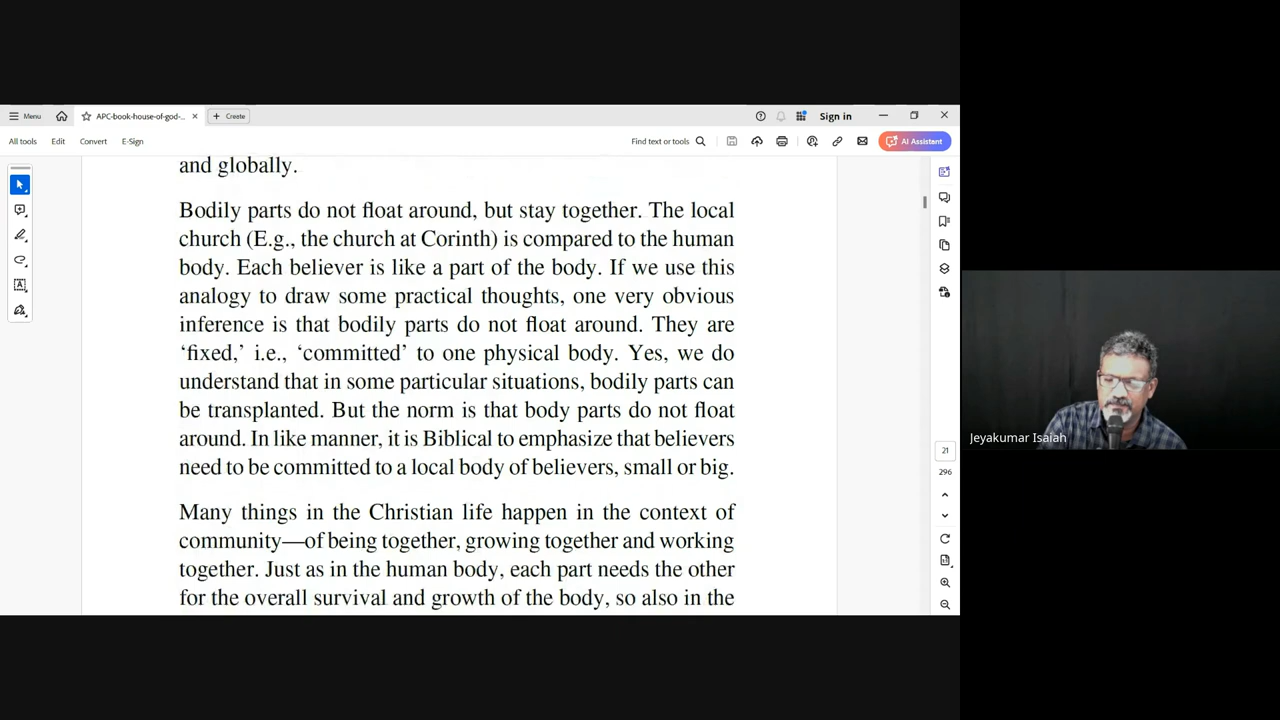 Menu
APC-book-house-of-god-...
Create
Sign in
All tools
Edit
Convert
E-Sign
Find text or tools
AI Assistant
and globally.
Bodily parts do not float around, but stay together. The local
church (E.g., the church at Corinth) is compared to the human
body. Each believer is like a part of the body. If we use this
analogy to draw some practical thoughts, one very obvious
inference is that bodily parts do not float around. They are
‘fixed,’ i.e., ‘committed’ to one physical body. Yes, we do
understand that in some particular situations, bodily parts can
be transplanted. But the norm is that body parts do not float
around. In like manner, it is Biblical to emphasize that believers
need to be committed to a local body of believers, small or big.
Many things in the Christian life happen in the context of
community—of being together, growing together and working
together. Just as in the human body, each part needs the other
for the overall survival and growth of the body, so also in the
21
296
Jeyakumar Isaiah